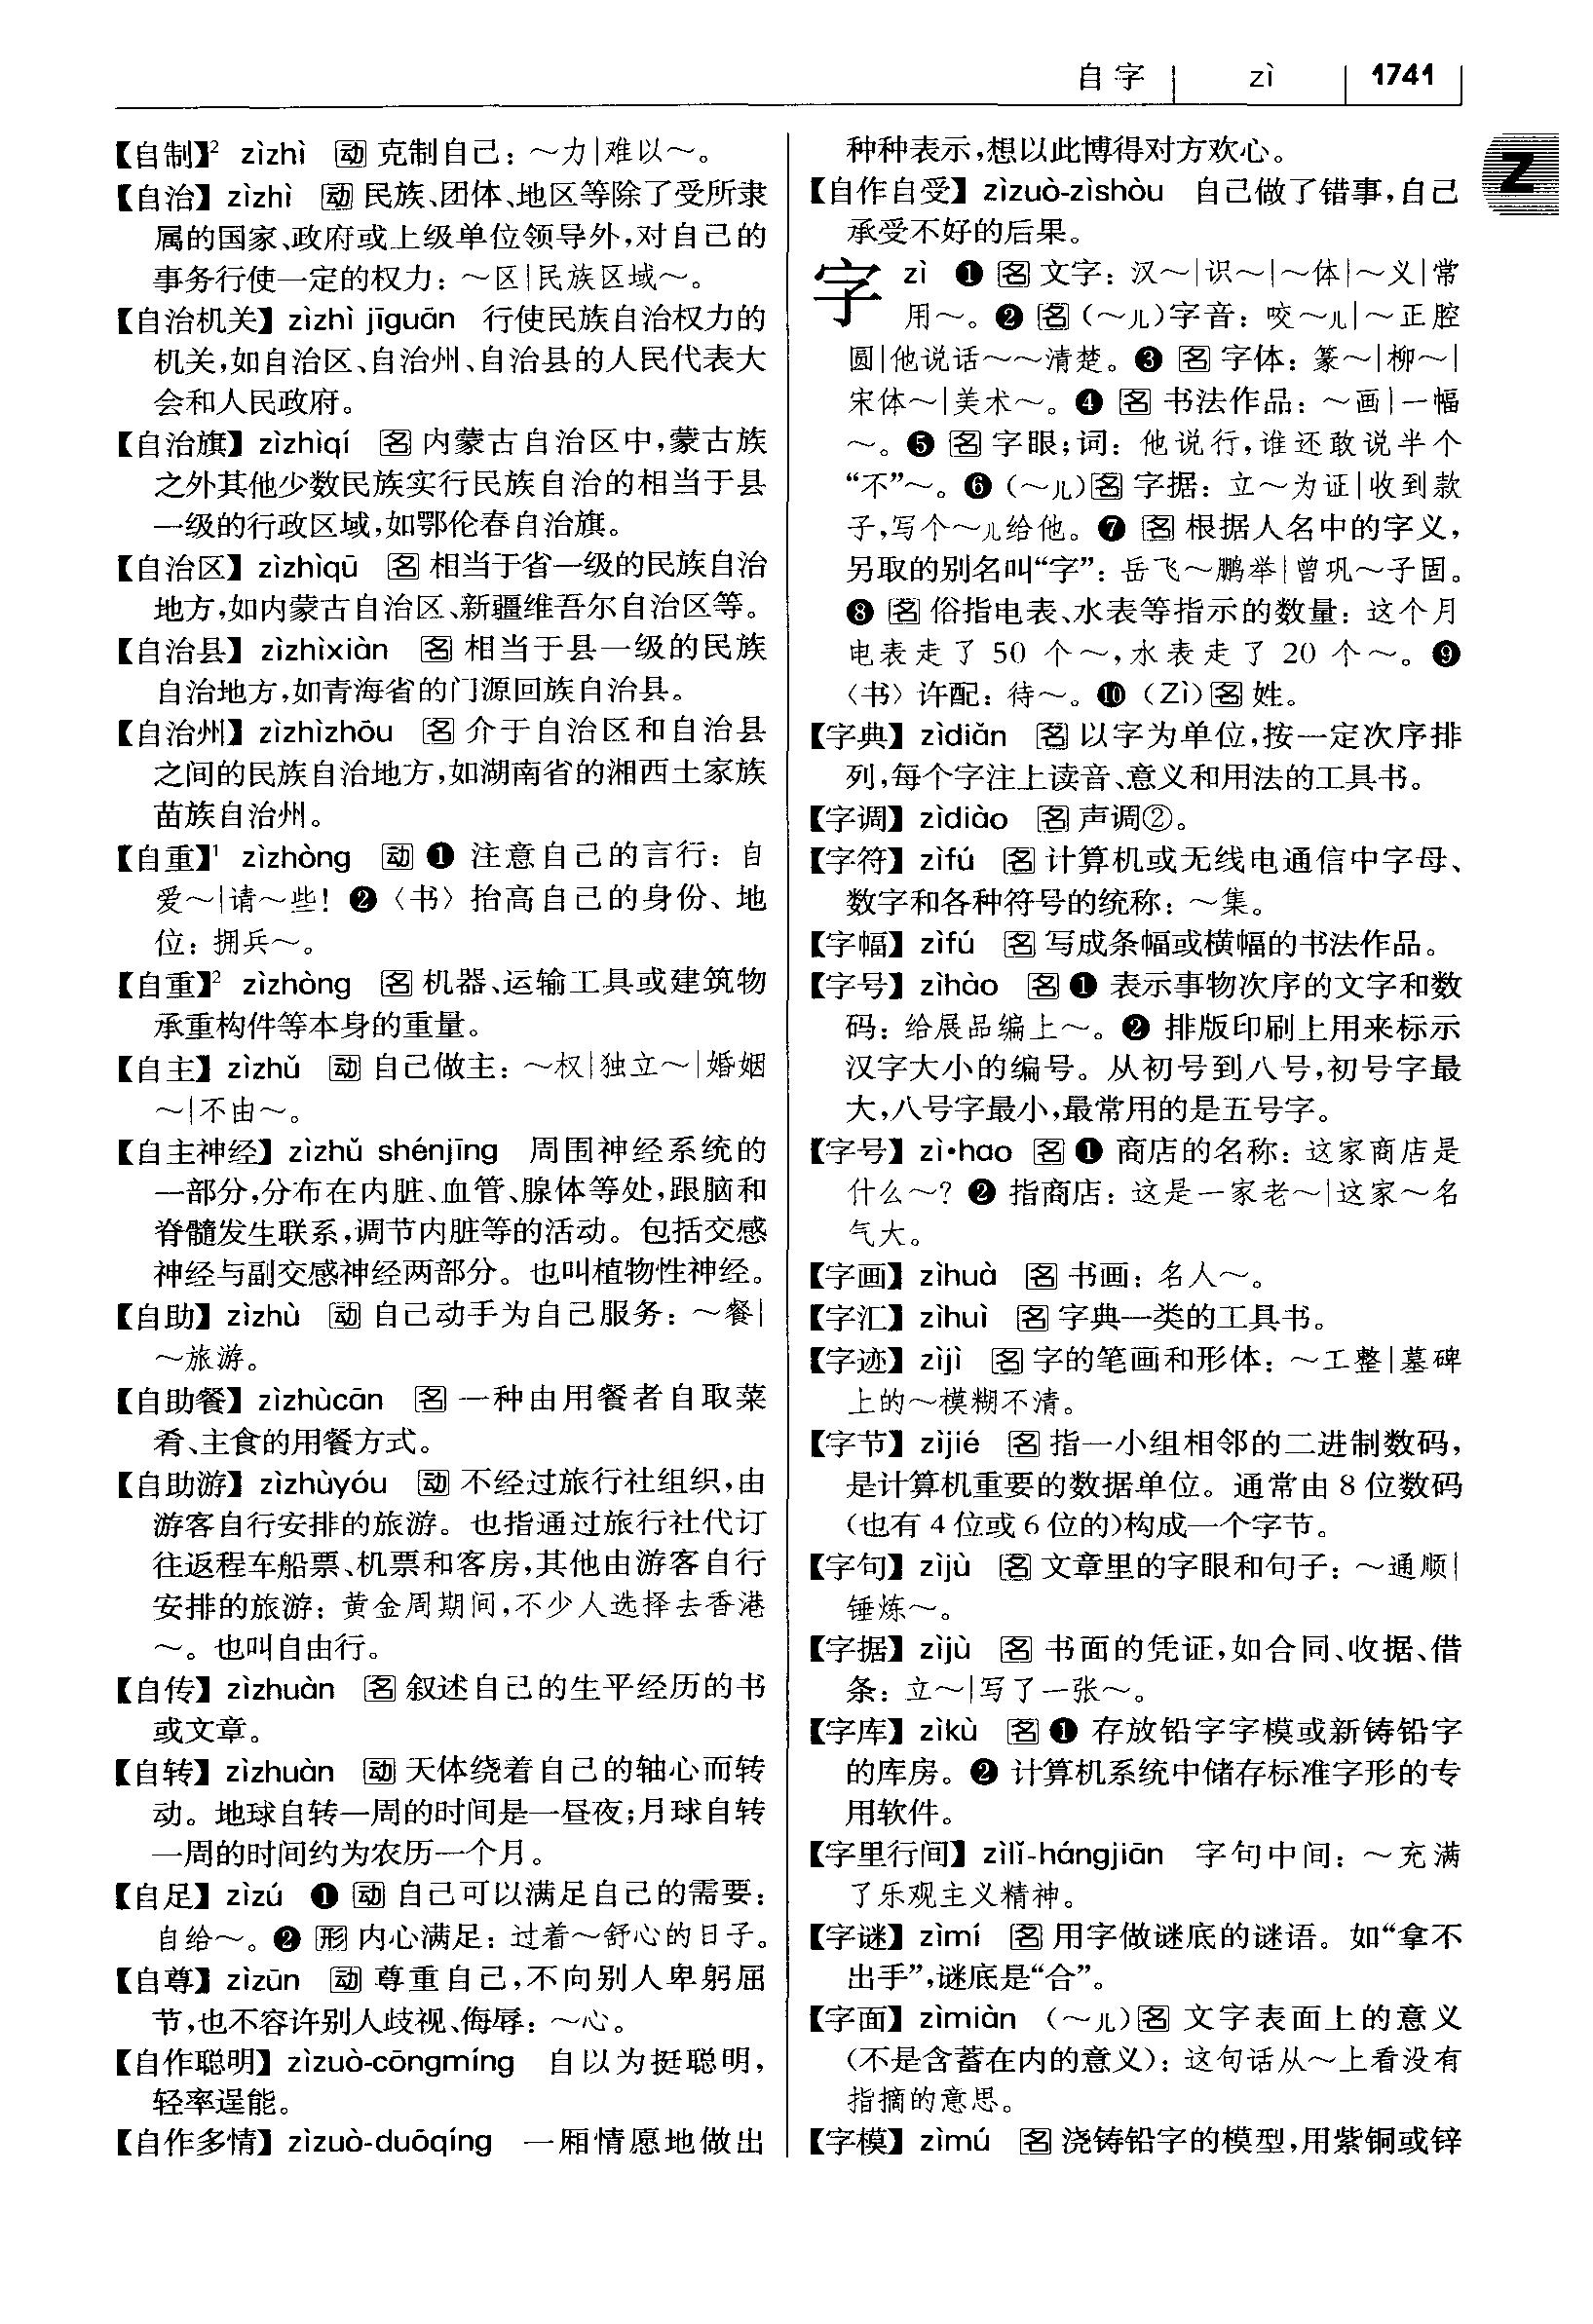 自字 | zì | 1741
Z
【自制】² zìzhì 动 克制自己：～力|难以～。
【自治】 zìzhì 动 民族、团体、地区等除了受所隶
属的国家、政府或上级单位领导外，对自己的
事务行使一定的权力：～区|民族区域～。
【自治机关】 zìzhì jīguān 行使民族自治权力的
机关，如自治区、自治州、自治县的人民代表大
会和人民政府。
【自治旗】 zìzhìqí 名 内蒙古自治区中，蒙古族
之外其他少数民族实行民族自治的相当于县
一级的行政区域，如鄂伦春自治旗。
【自治区】 zìzhìqū 名 相当于省一级的民族自治
地方，如内蒙古自治区、新疆维吾尔自治区等。
【自治县】 zìzhìxiàn 名 相当于县一级的民族
自治地方，如青海省的门源回族自治县。
【自治州】 zìzhìzhōu 名 介于自治区和自治县
之间的民族自治地方，如湖南省的湘西土家族
苗族自治州。
【自重】¹ zìzhòng 动 ❶ 注意自己的言行：自
爱～|请～些！❷〈书〉抬高自己的身份、地
位：拥兵～。
【自重】² zìzhòng 名 机器、运输工具或建筑物
承重构件等本身的重量。
【自主】 zìzhǔ 动 自己做主：～权|独立～|婚姻
～|不由～。
【自主神经】 zìzhǔ shénjīng 周围神经系统的
一部分，分布在内脏、血管、腺体等处，跟脑和
脊髓发生联系，调节内脏等的活动。包括交感
神经与副交感神经两部分。也叫植物性神经。
【自助】 zìzhù 动 自己动手为自己服务：～餐|
～旅游。
【自助餐】 zìzhùcān 名 一种由用餐者自取菜
肴、主食的用餐方式。
【自助游】 zìzhùyóu 动 不经过旅行社组织，由
游客自行安排的旅游。也指通过旅行社代订
往返程车船票、机票和客房，其他由游客自行
安排的旅游：黄金周期间，不少人选择去香港
～。也叫自由行。
【自传】 zìzhuàn 名 叙述自己的生平经历的书
或文章。
【自转】 zìzhuàn 动 天体绕着自己的轴心而转
动。地球自转一周的时间是一昼夜；月球自转
一周的时间约为农历一个月。
【自足】 zìzú ❶ 动 自己可以满足自己的需要：
自给～。❷ 形 内心满足：过着～舒心的日子。
【自尊】 zìzūn 动 尊重自己，不向别人卑躬屈
节，也不容许别人歧视、侮辱：～心。
【自作聪明】 zìzuò-cōngmíng 自以为挺聪明，
轻率逞能。
【自作多情】 zìzuò-duōqíng 一厢情愿地做出
种种表示，想以此博得对方欢心。
【自作自受】 zìzuò-zìshòu 自己做了错事，自己
承受不好的后果。
字 zì ❶ 名 文字：汉～|识～|～体|～义|常
用～。❷ 名（～儿）字音：咬～儿|～正腔
圆|他说话～～清楚。❸ 名 字体：篆～|柳～|
宋体～|美术～。❹ 名 书法作品：～画|一幅
～。❺ 名 字眼；词：他说行，谁还敢说半个
“不”～。❻（～儿）名 字据：立～为证|收到款
子，写个～儿给他。❼ 名 根据人名中的字义，
另取的别名叫“字”：岳飞～鹏举|曾巩～子固。
❽ 名 俗指电表、水表等指示的数量：这个月
电表走了 50 个～，水表走了 20 个～。❾
〈书〉许配：待～。❿（Zì）名 姓。
【字典】 zìdiǎn 名 以字为单位，按一定次序排
列，每个字注上读音、意义和用法的工具书。
【字调】 zìdiào 名 声调②。
【字符】 zìfú 名 计算机或无线电通信中字母、
数字和各种符号的统称：～集。
【字幅】 zìfú 名 写成条幅或横幅的书法作品。
【字号】 zìhào 名 ❶ 表示事物次序的文字和数
码：给展品编上～。❷ 排版印刷上用来标示
汉字大小的编号。从初号到八号，初号字最
大，八号字最小，最常用的是五号字。
【字号】 zì•hao 名 ❶ 商店的名称：这家商店是
什么～？❷ 指商店：这是一家老～|这家～名
气大。
【字画】 zìhuà 名 书画：名人～。
【字汇】 zìhuì 名 字典一类的工具书。
【字迹】 zìjì 名 字的笔画和形体：～工整|墓碑
上的～模糊不清。
【字节】 zìjié 名 指一小组相邻的二进制数码，
是计算机重要的数据单位。通常由 8 位数码
（也有 4 位或 6 位的）构成一个字节。
【字句】 zìjù 名 文章里的字眼和句子：～通顺|
锤炼～。
【字据】 zìjù 名 书面的凭证，如合同、收据、借
条：立～|写了一张～。
【字库】 zìkù 名 ❶ 存放铅字字模或新铸铅字
的库房。❷ 计算机系统中储存标准字形的专
用软件。
【字里行间】 zìlǐ-hángjiān 字句中间：～充满
了乐观主义精神。
【字谜】 zìmí 名 用字做谜底的谜语。如“拿不
出手”，谜底是“合”。
【字面】 zìmiàn （～儿）名 文字表面上的意义
（不是含蓄在内的意义）：这句话从～上看没有
指摘的意思。
【字模】 zìmú 名 浇铸铅字的模型，用紫铜或锌